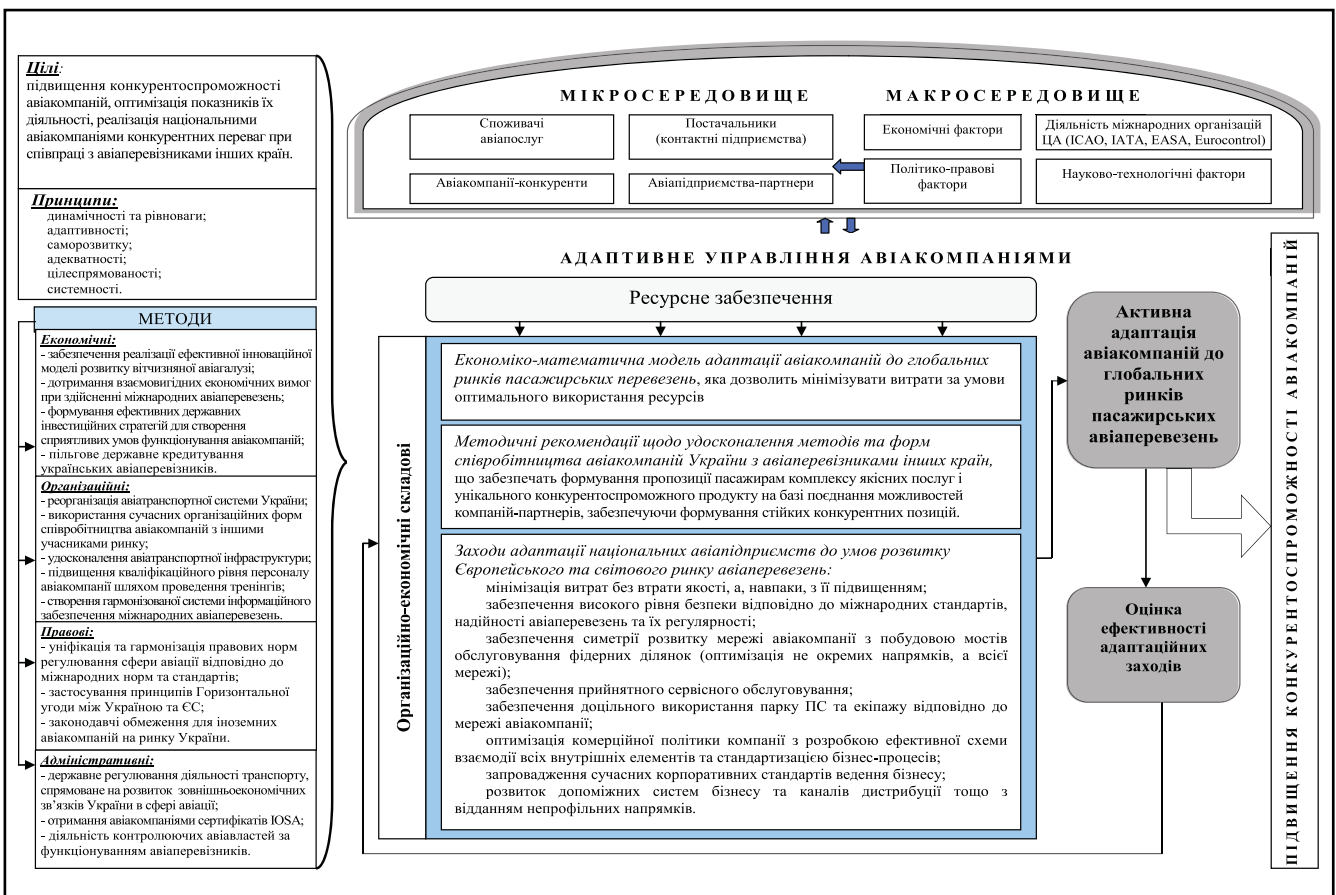 Цілі:
підвищення конкурентоспроможності
авіакомпаній, оптимізація показників їх
діяльності, реалізація національними
авіакомпаніями конкурентних переваг при
співпраці з авіаперевізниками інших країн.
Принципи:
динамічності та рівноваги;
адаптивності;
саморозвитку;
адекватності;
цілеспрямованості;
системності.
МЕТОДИ
Економічні:
- забезпечення реалізації ефективної інноваційної
моделі розвитку вітчизняної авіагалузі;
- дотримання взаємовигідних економічних вимог
при здійсненні міжнародних авіаперевезень;
- формування ефективних державних
інвестиційних стратегій для створення
сприятливих умов функціонування авіакомпаній;
- пільгове державне кредитування
українських авіаперевізників.
Організаційні:
- реорганізація авіатранспортної системи України;
- використання сучасних організаційних форм
співробітництва авіакомпаній з іншими
учасниками ринку;
- удосконалення авіатранспортної інфраструктури;
- підвищення кваліфікаційного рівня персоналу
авіакомпанії шляхом проведення тренінгів;
- створення гармонізованої системи інформаційного
забезпечення міжнародних авіаперевезень.
Правові:
- уніфікація та гармонізація правових норм
регулювання сфери авіації відповідно до
міжнародних норм та стандартів;
- застосування принципів Горизонтальної
угоди між Україною та ЄС;
- законодавчі обмеження для іноземних
авіакомпаній на ринку України.
Адміністративні:
- державне регулювання діяльності транспорту,
спрямоване на розвиток зовнішньоекономічних
зв'язків України в сфері авіації;
- отримання авіакомпаніями сертифікатів IOSA;
- діяльність контролюючих авіавластей за
функціонуванням авіаперевізників.
МІКРОСЕРЕДОВИЩЕ
Споживачі
авіапослуг
Постачальники
(контактні підприємства)
Авіакомпанії-конкуренти
Авіапідприємства-партнери
МАКРОСЕРЕДОВИЩЕ
Економічні фактори
Діяльність міжнародних організацій
ЦА (ICAO, IATA, EASA, Eurocontrol)
Політико-правові
фактори
Науково-технологічні фактори
АДАПТИВНЕ УПРАВЛІННЯ АВІАКОМПАНІЯМИ
Ресурсне забезпечення
Організаційно-економічні складові
Економіко-математична модель адаптації авіакомпаній до глобальних
ринків пасажирських перевезень, яка дозволить мінімізувати витрати за умови
оптимального використання ресурсів
Методичні рекомендації щодо удосконалення методів та форм
співробітництва авіакомпаній України з авіаперевізниками інших країн,
що забезпечать формування пропозиції пасажирам комплексу якісних послуг і
унікального конкурентоспроможного продукту на базі поєднання можливостей
компаній-партнерів, забезпечуючи формування стійких конкурентних позицій.
Заходи адаптації національних авіапідприємств до умов розвитку
Європейського та світового ринку авіаперевезень:
мінімізація витрат без втрати якості, а, навпаки, з її підвищенням;
забезпечення високого рівня безпеки відповідно до міжнародних стандартів,
надійності авіаперевезень та їх регулярності;
забезпечення симетрії розвитку мережі авіакомпанії з побудовою мостів
обслуговування фідерних ділянок (оптимізація не окремих напрямків, а всієї
мережі);
забезпечення прийнятного сервісного обслуговування;
забезпечення доцільного використання парку ПС та екіпажу відповідно до
мережі авіакомпанії;
оптимізація комерційної політики компанії з розробкою ефективної схеми
взаємодії всіх внутрішніх елементів та стандартизацією бізнес-процесів;
запровадження сучасних корпоративних стандартів ведення бізнесу;
розвиток допоміжних систем бізнесу та каналів дистрибуції тощо з
відданням непрофільних напрямків.
Активна
адаптація
авіакомпаній до
глобальних
ринків
пасажирських
авіаперевезень
Оцінка
ефективності
адаптаційних
заходів
ПІДВИЩЕННЯ КОНКУРЕНТОСПРОМОЖНОСТІ АВІАКОМПАНІЙ